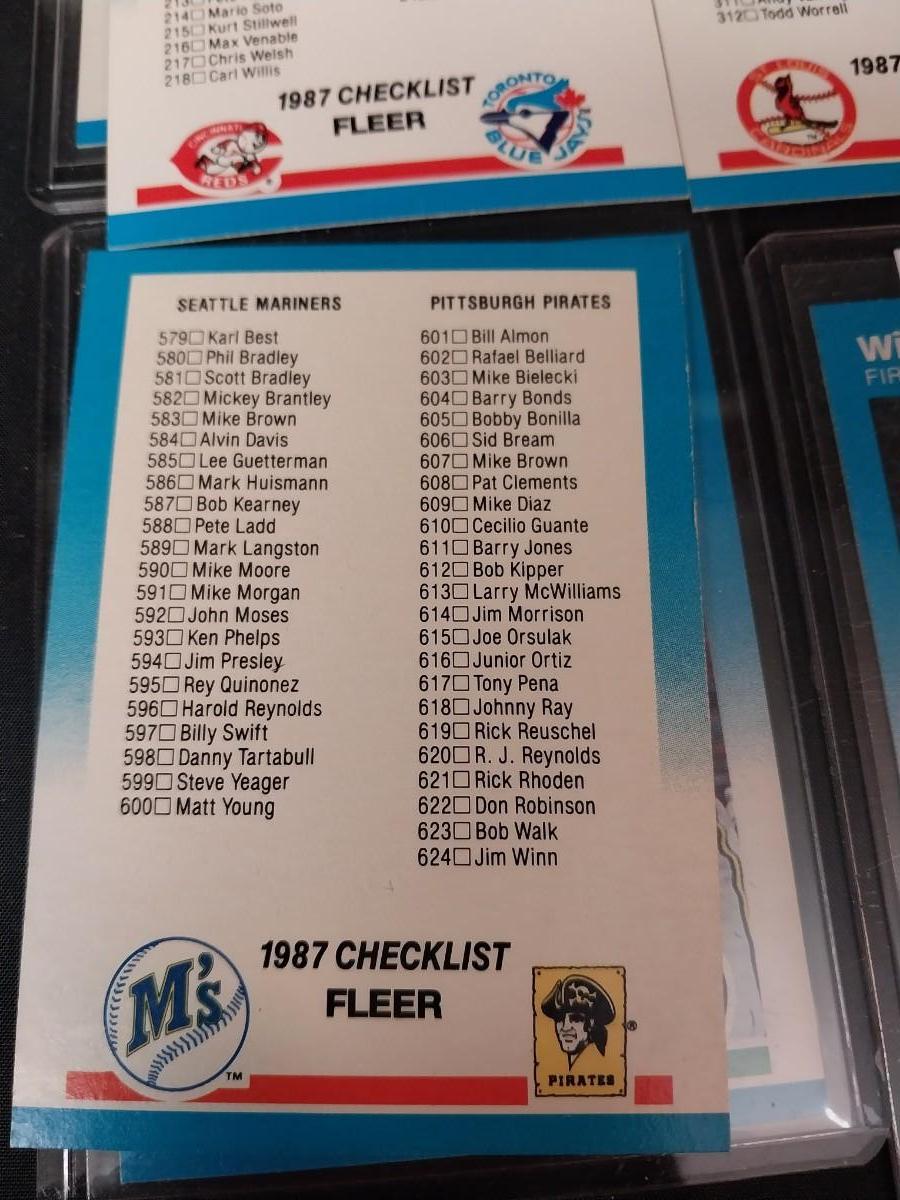 214□ Mario Soto
215□ Kurt Stillwell
216□ Max Venable
217□ Chris Welsh
218□ Carl Willis
1987 CHECKLIST
FLEER
CINCINNATI
REDS
TORONTO
BLUE JAYS
312□ Todd Worrell
ST. LOUIS
CARDINALS
1987
SEATTLE MARINERS
579□ Karl Best
580□ Phil Bradley
581□ Scott Bradley
582□ Mickey Brantley
583□ Mike Brown
584□ Alvin Davis
585□ Lee Guetterman
586□ Mark Huismann
587□ Bob Kearney
588□ Pete Ladd
589□ Mark Langston
590□ Mike Moore
591□ Mike Morgan
592□ John Moses
593□ Ken Phelps
594□ Jim Presley
595□ Rey Quinonez
596□ Harold Reynolds
597□ Billy Swift
598□ Danny Tartabull
599□ Steve Yeager
600□ Matt Young
PITTSBURGH PIRATES
601□ Bill Almon
602□ Rafael Belliard
603□ Mike Bielecki
604□ Barry Bonds
605□ Bobby Bonilla
606□ Sid Bream
607□ Mike Brown
608□ Pat Clements
609□ Mike Diaz
610□ Cecilio Guante
611□ Barry Jones
612□ Bob Kipper
613□ Larry McWilliams
614□ Jim Morrison
615□ Joe Orsulak
616□ Junior Ortiz
617□ Tony Pena
618□ Johnny Ray
619□ Rick Reuschel
620□ R. J. Reynolds
621□ Rick Rhoden
622□ Don Robinson
623□ Bob Walk
624□ Jim Winn
1987 CHECKLIST
FLEER
M's
TM
PIRATES
®